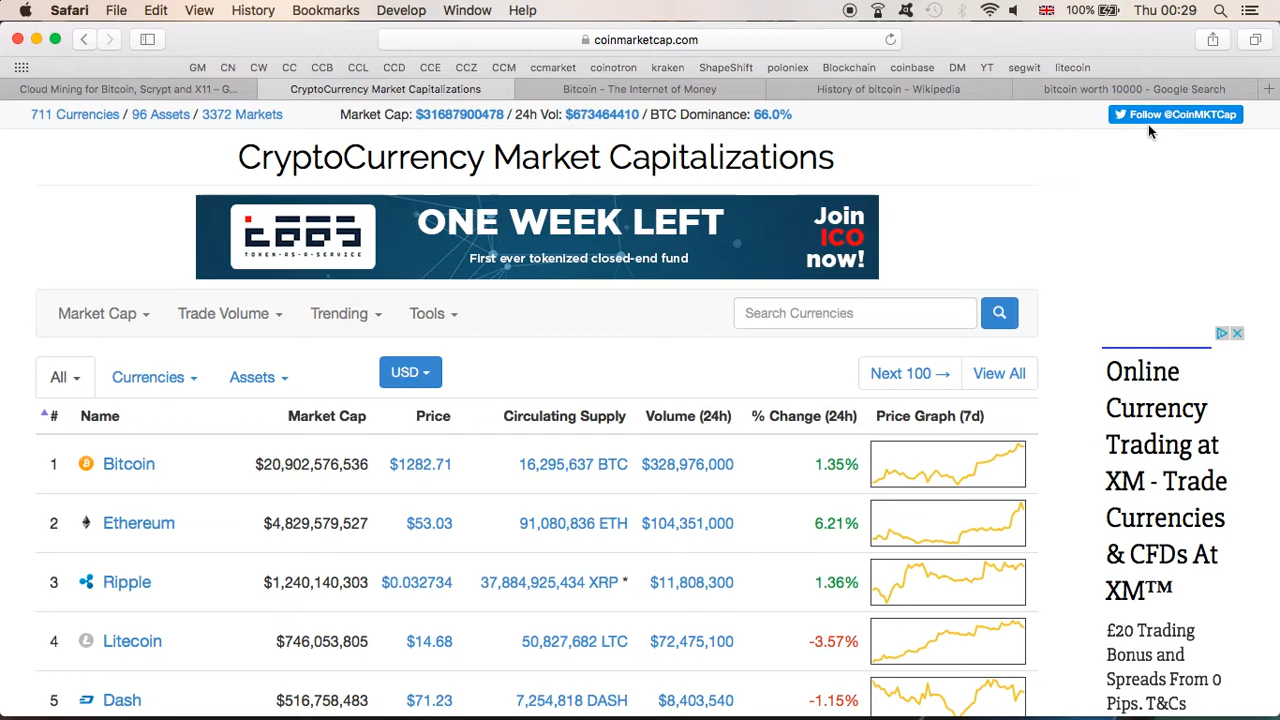 Safari File Edit View History Bookmarks Develop Window Help 100% Thu 00:29
coinmarketcap.com
GM CN CW CC CCB CCL CCD CCE CCZ CCM ccmarket coinotron kraken ShapeShift poloniex Blockchain coinbase DM YT segwit litecoin
Cloud Mining for Bitcoin, Scrypt and X11 – G... CryptoCurrency Market Capitalizations Bitcoin - The Internet of Money History of bitcoin - Wikipedia bitcoin worth 10000 - Google Search
711 Currencies / 96 Assets / 3372 Markets Market Cap: $31687900478 / 24h Vol: $673464410 / BTC Dominance: 66.0% Follow @CoinMKTCap
CryptoCurrency Market Capitalizations
TOKEN-AS-A-SERVICE
ONE WEEK LEFT
First ever tokenized closed-end fund
Join
ICO
now!
Market Cap Trade Volume Trending Tools Search Currencies
All Currencies Assets USD Next 100 → View All
# Name Market Cap Price Circulating Supply Volume (24h) % Change (24h) Price Graph (7d)
1 Bitcoin $20,902,576,536 $1282.71 16,295,637 BTC $328,976,000 1.35%
2 Ethereum $4,829,579,527 $53.03 91,080,836 ETH $104,351,000 6.21%
3 Ripple $1,240,140,303 $0.032734 37,884,925,434 XRP * $11,808,300 1.36%
4 Litecoin $746,053,805 $14.68 50,827,682 LTC $72,475,100 -3.57%
5 Dash $516,758,483 $71.23 7,254,818 DASH $8,403,540 -1.15%
Online
Currency
Trading at
XM - Trade
Currencies
& CFDs At
XM™
£20 Trading
Bonus and
Spreads From 0
Pips. T&Cs